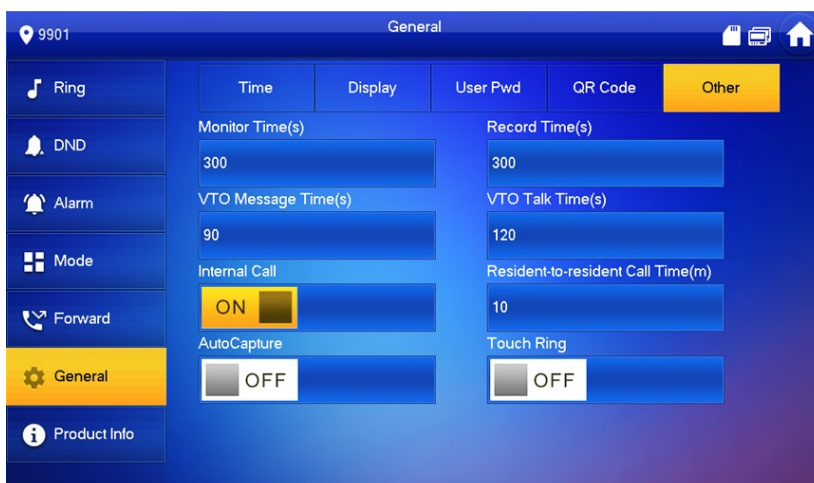 9901
General
Ring
DND
Alarm
Mode
Forward
General
Product Info
Time
Display
User Pwd
QR Code
Other
Monitor Time(s)
Record Time(s)
300
300
VTO Message Time(s)
VTO Talk Time(s)
90
120
Internal Call
Resident-to-resident Call Time(m)
ON
10
AutoCapture
Touch Ring
OFF
OFF